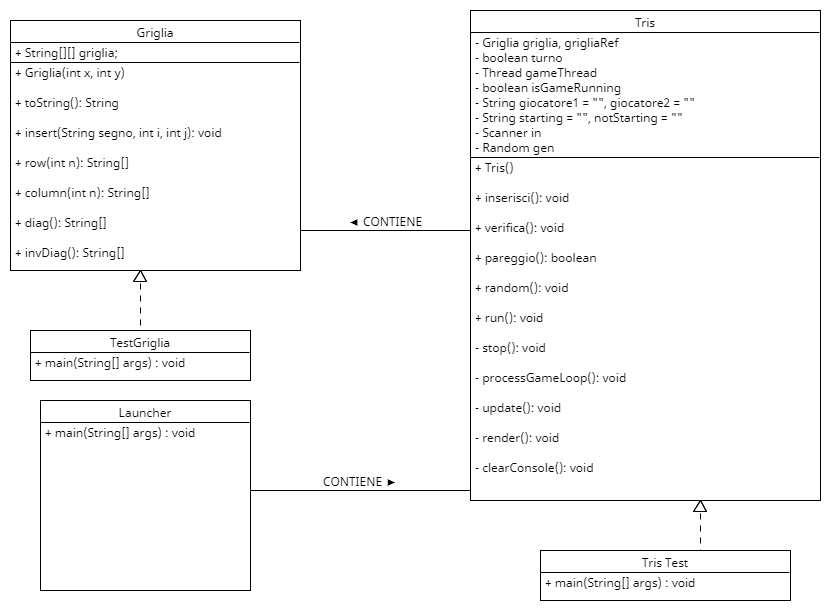 Griglia
+ String[][] griglia;
+ Griglia(int x, int y)
+ toString(): String
+ insert(String segno, int i, int j): void
+ row(int n): String[]
+ column(int n): String[]
+ diag(): String[]
+ invDiag(): String[]
◄ CONTIENE
Tris
- Griglia griglia, grigliaRef
- boolean turno
- Thread gameThread
- boolean isGameRunning
- String giocatore1 = "", giocatore2 = ""
- String starting = "", notStarting = ""
- Scanner in
- Random gen
+ Tris()
+ inserisci(): void
+ verifica(): void
+ pareggio(): boolean
+ random(): void
+ run(): void
- stop(): void
- processGameLoop(): void
- update(): void
- render(): void
- clearConsole(): void
TestGriglia
+ main(String[] args) : void
Launcher
+ main(String[] args) : void
CONTIENE ►
Tris Test
+ main(String[] args) : void